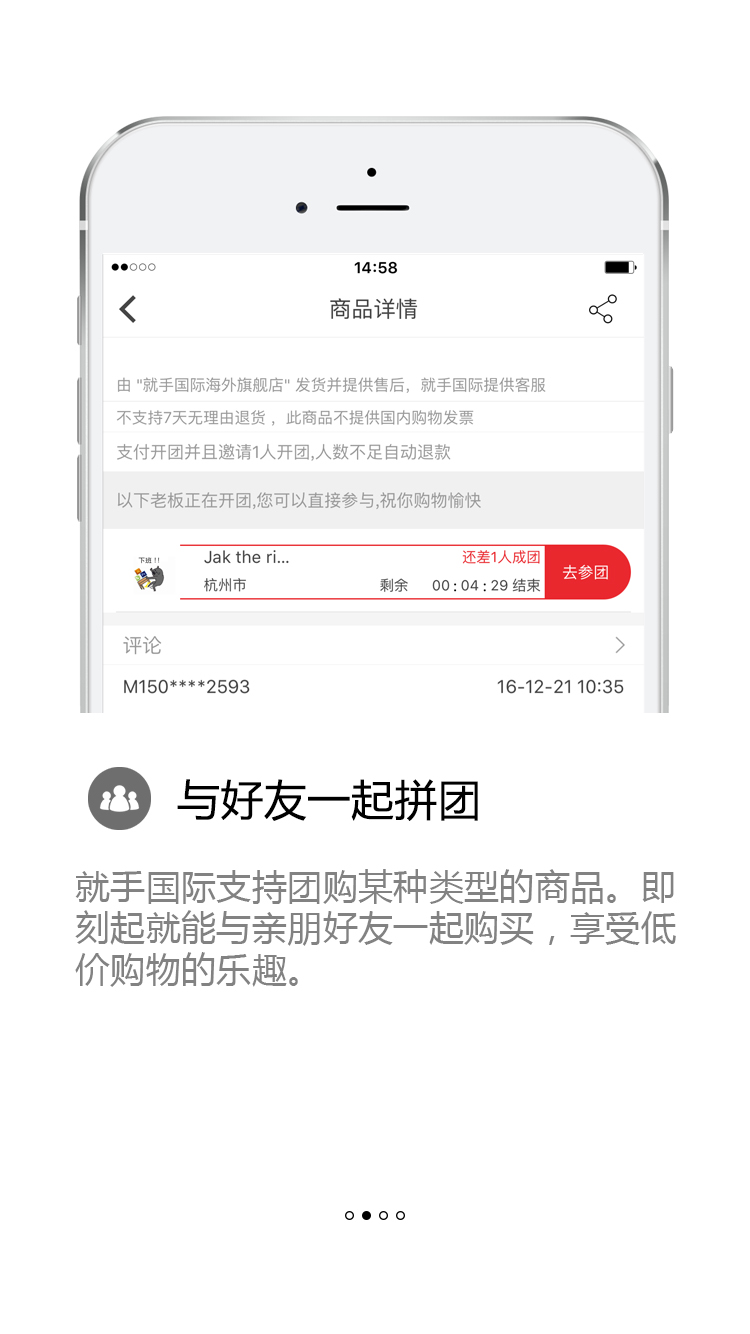 14:58
商品详情
由 "就手国际海外旗舰店" 发货并提供售后，就手国际提供客服
不支持7天无理由退货 ，此商品不提供国内购物发票
支付开团并且邀请1人开团,人数不足自动退款
以下老板正在开团,您可以直接参与,祝你购物愉快
下班 !!
Jak the ri... 还差1人成团
去参团
杭州市 剩余 00 : 04 : 29 结束
评论
M150****2593 16-12-21 10:35
与好友一起拼团
就手国际支持团购某种类型的商品。即
刻起就能与亲朋好友一起购买，享受低
价购物的乐趣。